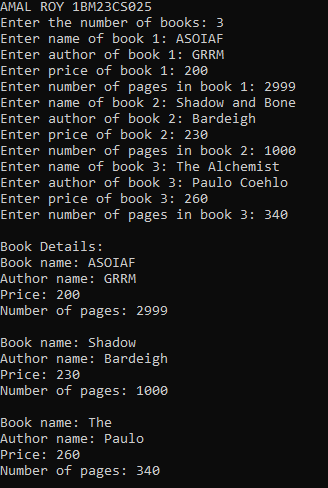 AMAL ROY 1BM23CS025
Enter the number of books: 3
Enter name of book 1: ASOIAF
Enter author of book 1: GRRM
Enter price of book 1: 200
Enter number of pages in book 1: 2999
Enter name of book 2: Shadow and Bone
Enter author of book 2: Bardeigh
Enter price of book 2: 230
Enter number of pages in book 2: 1000
Enter name of book 3: The Alchemist
Enter author of book 3: Paulo Coehlo
Enter price of book 3: 260
Enter number of pages in book 3: 340
Book Details:
Book name: ASOIAF
Author name: GRRM
Price: 200
Number of pages: 2999
Book name: Shadow
Author name: Bardeigh
Price: 230
Number of pages: 1000
Book name: The
Author name: Paulo
Price: 260
Number of pages: 340